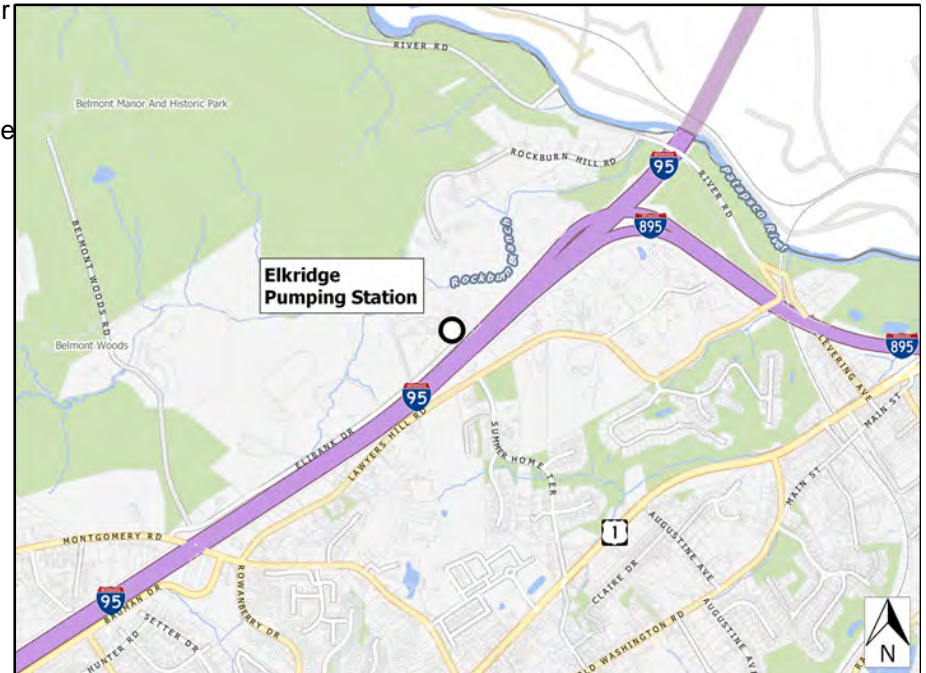 r
e
RIVER RD
Belmont Manor And Historic Park
ROCKBURN HILL RD
95
RIVER RD
Patapsco River
895
BELMONT WOODS RD
Rockburn Branch
Elkridge
Pumping Station
Belmont Woods
895
LEVERING AVE
MAIN ST
95
ELIBANK DR
LAWYERS HILL RD
SUMMER HOME TER
MAIN ST
MONTGOMERY RD
1
AUGUSTINE AVE
CLAIRE DR
ROWANBERRY DR
95
BAUMAN DR
SETTER DR
HUNTER RD
AUGUSTINE AVE
LD WASHINGTON RD
N